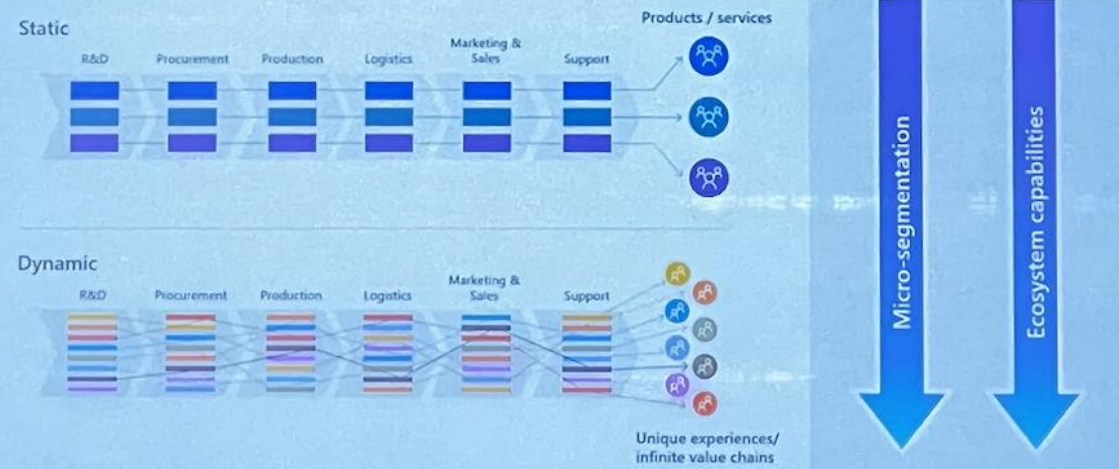 Static
Products / services
R&D
Procurement
Production
Logistics
Marketing &
Sales
Support
Dynamic
R&D
Procurement
Production
Logistics
Marketing &
Sales
Support
Unique experiences/
infinite value chains
Micro-segmentation
Ecosystem capabilities